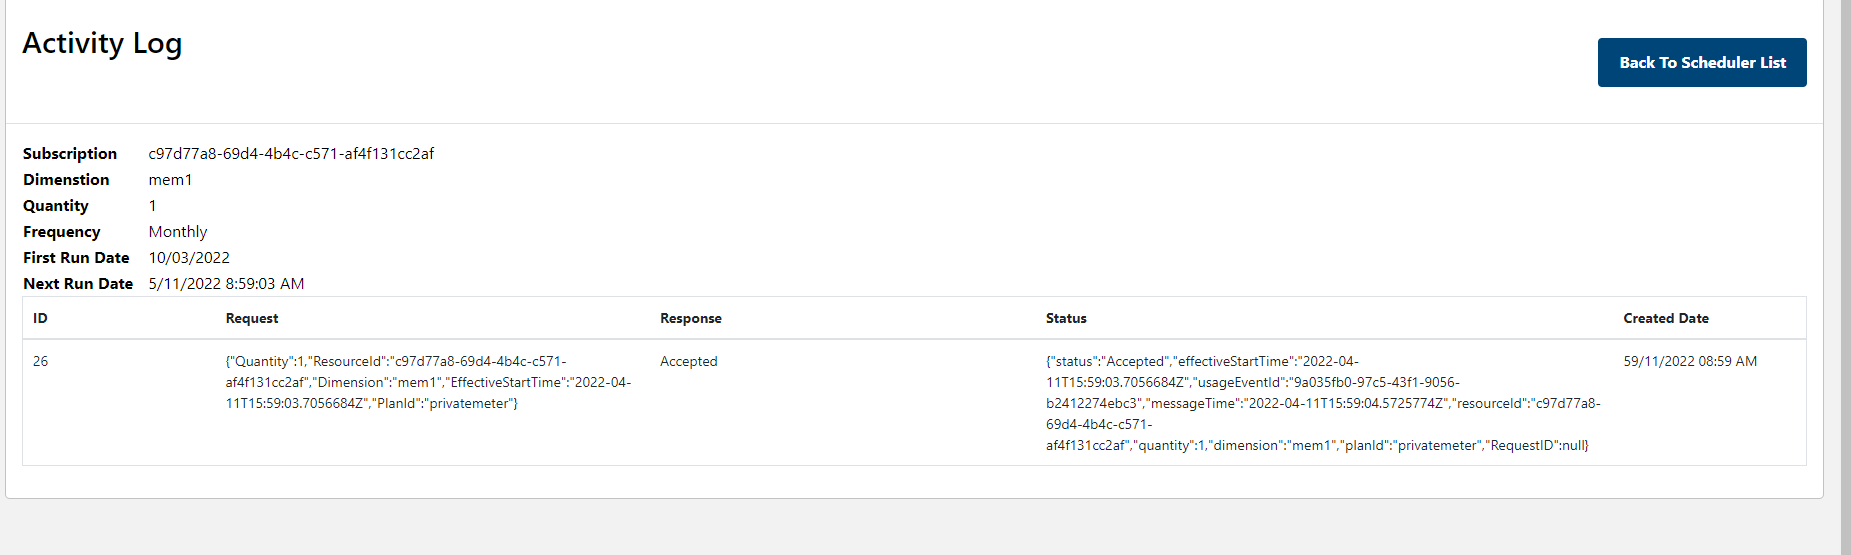 Activity Log
Back To Scheduler List
Subscription c97d77a8-69d4-4b4c-c571-af4f131cc2af
Dimenstion mem1
Quantity 1
Frequency Monthly
First Run Date 10/03/2022
Next Run Date 5/11/2022 8:59:03 AM
ID Request Response Status Created Date
26 {"Quantity":1,"ResourceId":"c97d77a8-69d4-4b4c-c571- Accepted {"status":"Accepted","effectiveStartTime":"2022-04- 59/11/2022 08:59 AM
af4f131cc2af","Dimension":"mem1","EffectiveStartTime":"2022-04- 11T15:59:03.7056684Z","usageEventId":"9a035fb0-97c5-43f1-9056-
11T15:59:03.7056684Z","PlanId":"privatemeter"} b2412274ebc3","messageTime":"2022-04-11T15:59:04.5725774Z","resourceId":"c97d77a8-
69d4-4b4c-c571-
af4f131cc2af","quantity":1,"dimension":"mem1","planId":"privatemeter","RequestID":null}